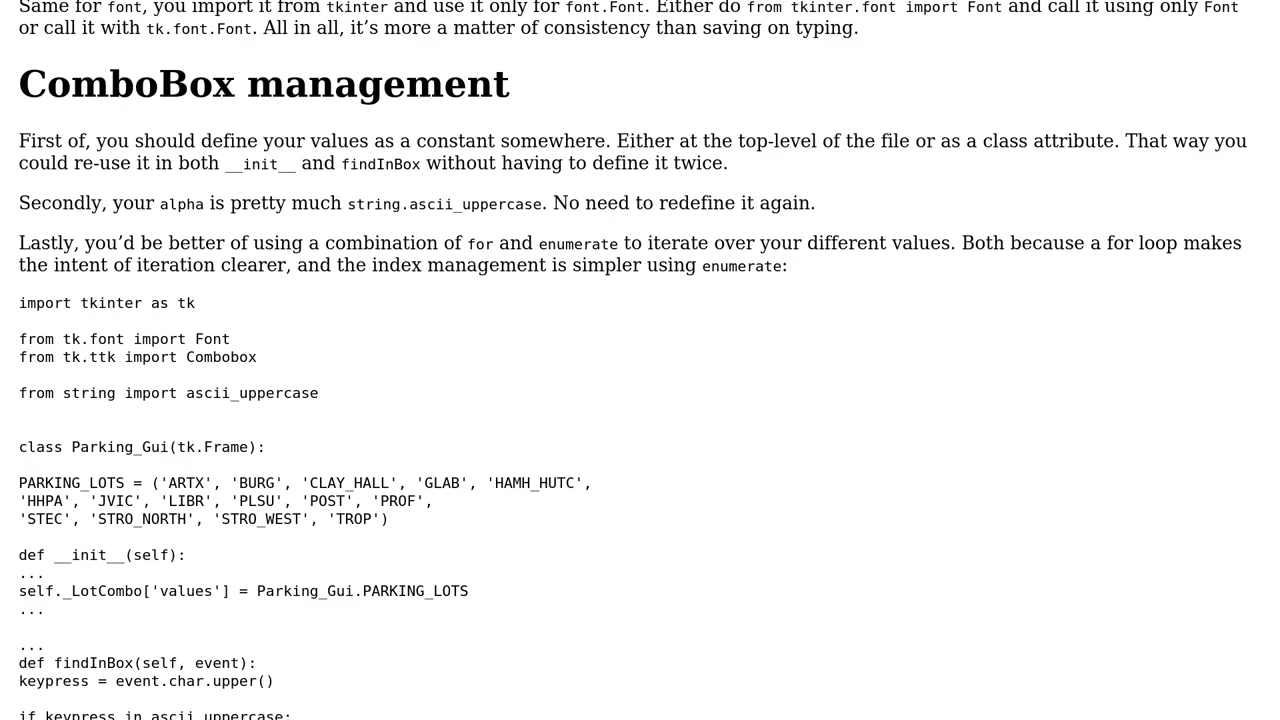 Same for font, you import it from tkinter and use it only for font.Font. Either do from tkinter.font import Font and call it using only Font
or call it with tk.font.Font. All in all, it’s more a matter of consistency than saving on typing.
ComboBox management
First of, you should define your values as a constant somewhere. Either at the top-level of the file or as a class attribute. That way you
could re-use it in both __init__ and findInBox without having to define it twice.
Secondly, your alpha is pretty much string.ascii_uppercase. No need to redefine it again.
Lastly, you’d be better of using a combination of for and enumerate to iterate over your different values. Both because a for loop makes
the intent of iteration clearer, and the index management is simpler using enumerate:
import tkinter as tk
from tk.font import Font
from tk.ttk import Combobox
from string import ascii_uppercase
class Parking_Gui(tk.Frame):
PARKING_LOTS = ('ARTX', 'BURG', 'CLAY_HALL', 'GLAB', 'HAMH_HUTC',
'HHPA', 'JVIC', 'LIBR', 'PLSU', 'POST', 'PROF',
'STEC', 'STRO_NORTH', 'STRO_WEST', 'TROP')
def __init__(self):
...
self._LotCombo['values'] = Parking_Gui.PARKING_LOTS
...
...
def findInBox(self, event):
keypress = event.char.upper()
if keypress in ascii_uppercase: